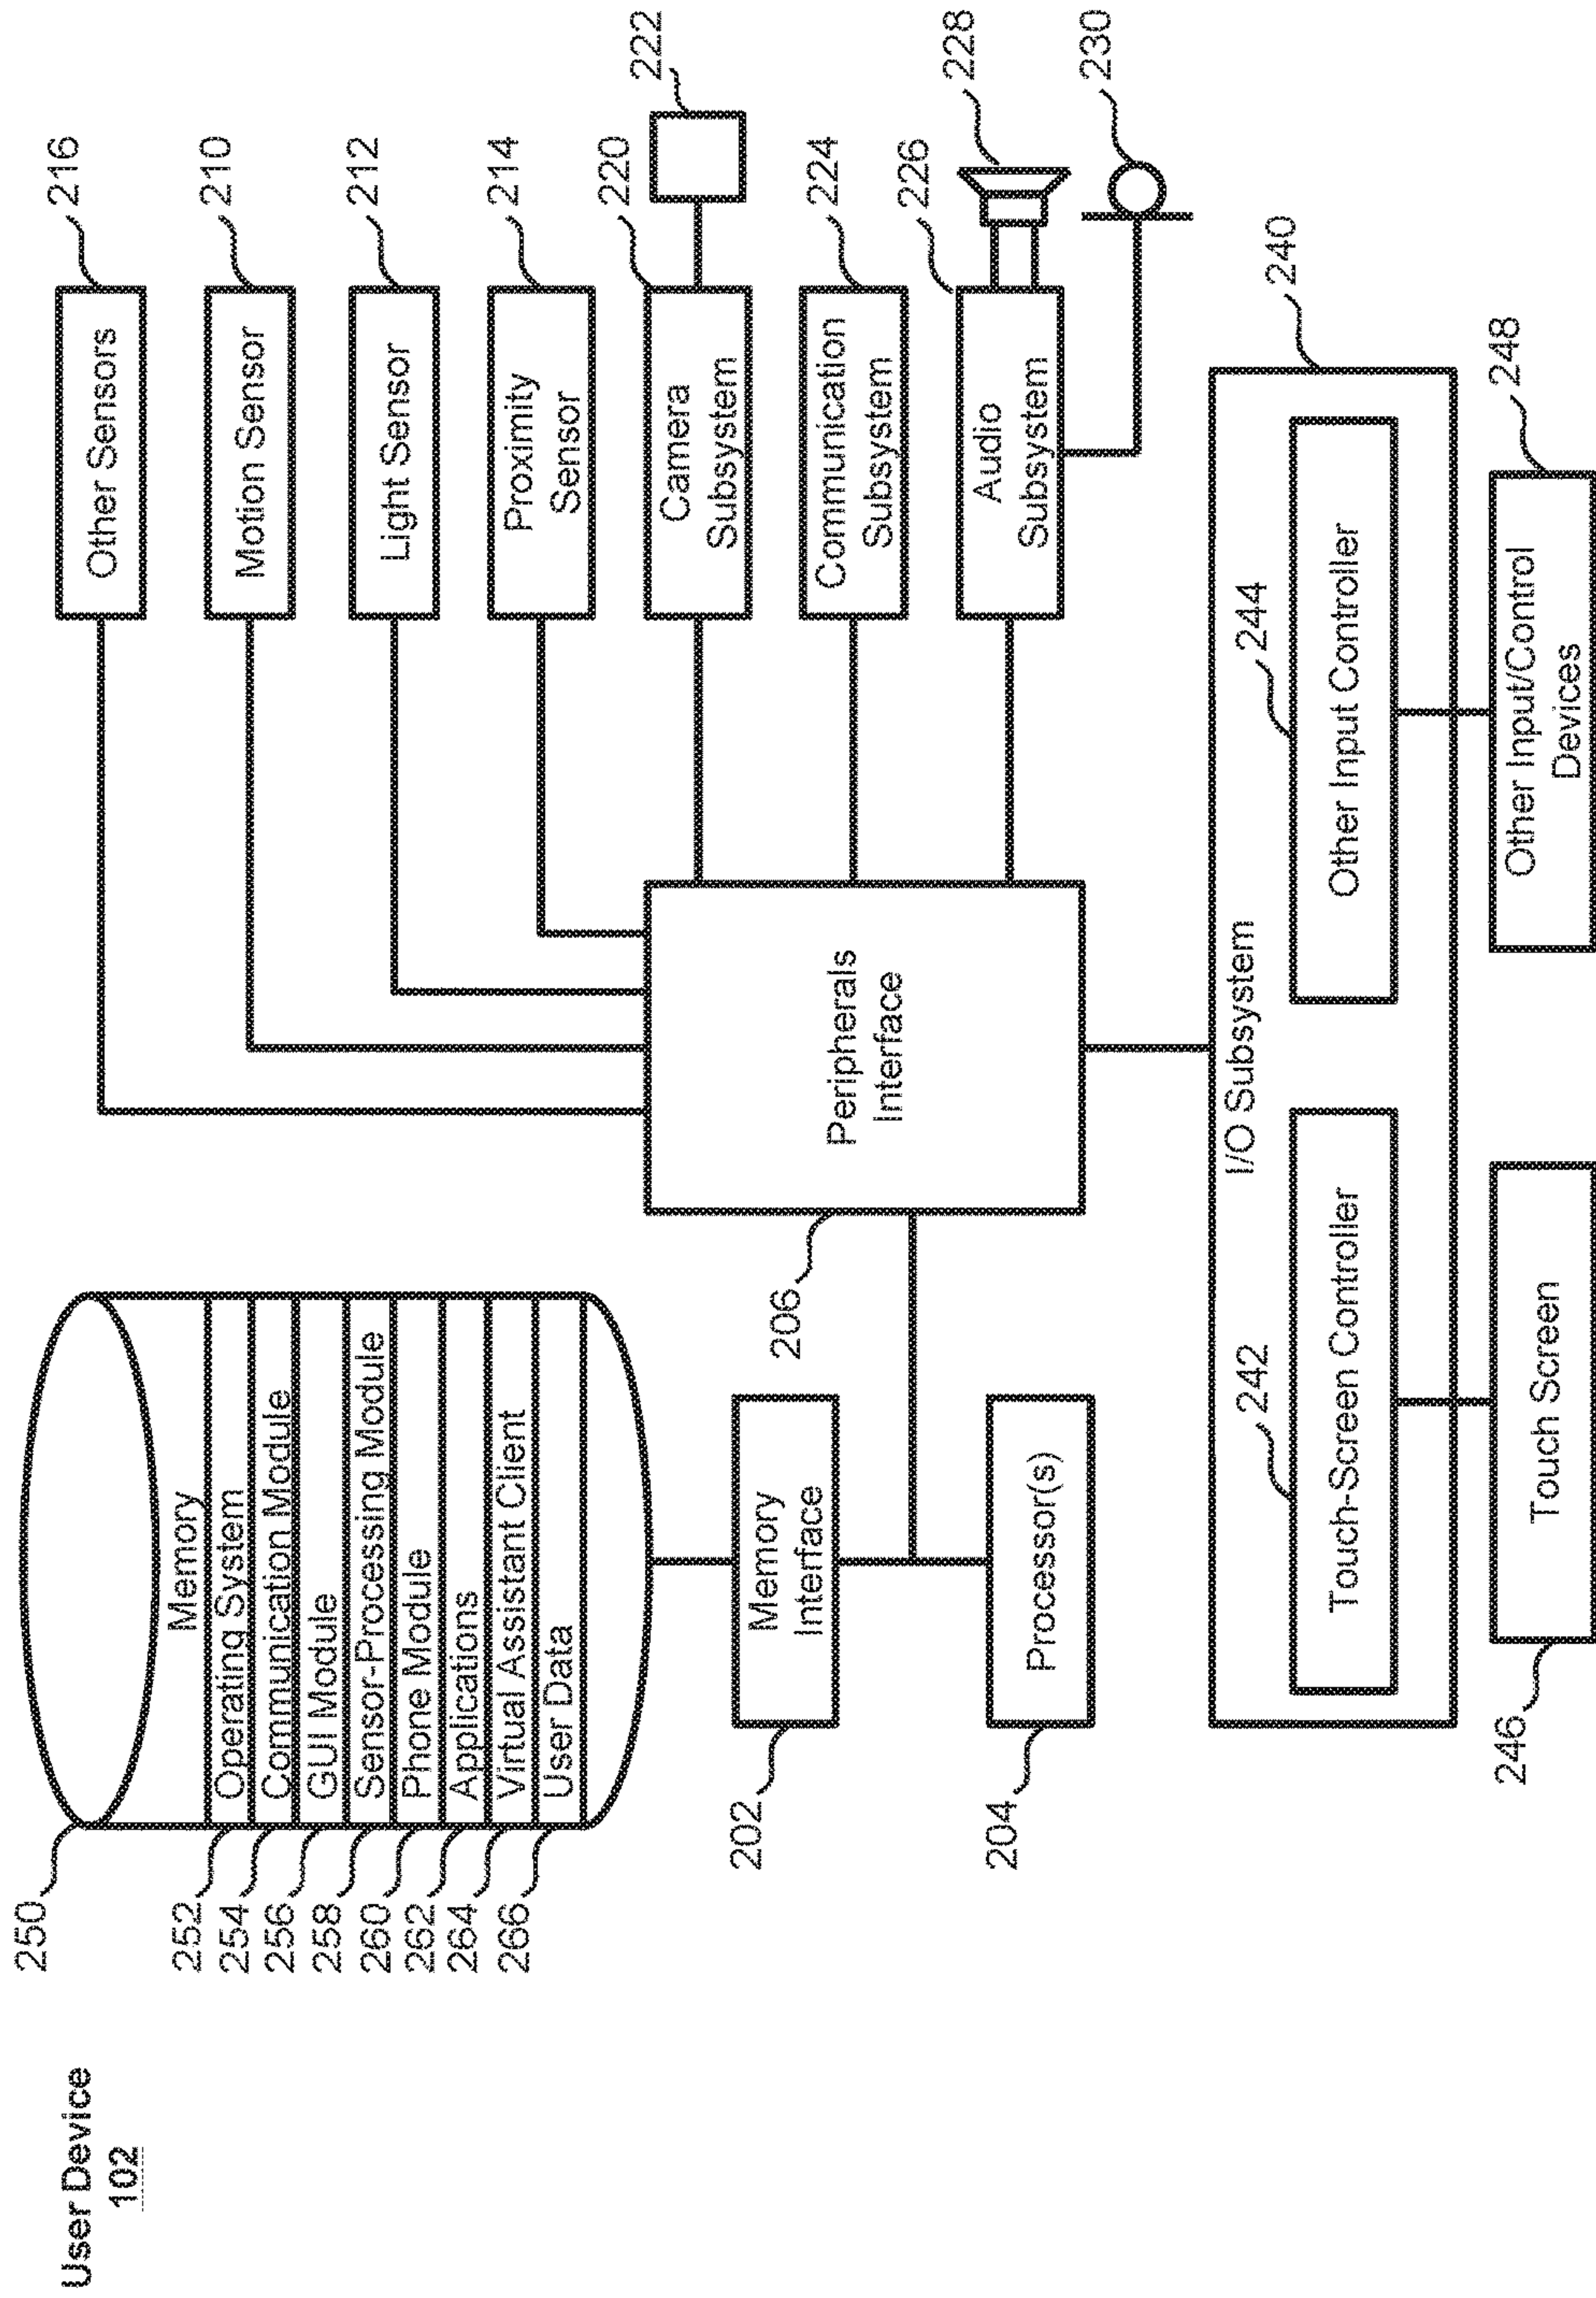 User Device
102
250
252
254
256
258
260
262
264
266
Memory
Operating System
Communication Module
GUI Module
Sensor-Processing Module
Phone Module
Applications
Virtual Assistant Client
User Data
202
Memory
Interface
204
Processor(s)
206
Peripherals
Interface
Other Sensors
216
Motion Sensor
210
Light Sensor
212
Proximity
Sensor
214
Camera
Subsystem
220
222
Communication
Subsystem
224
Audio
Subsystem
226
228
230
I/O Subsystem
240
242
Touch-Screen Controller
244
Other Input Controller
246
Touch Screen
Other Input/Control
Devices
248